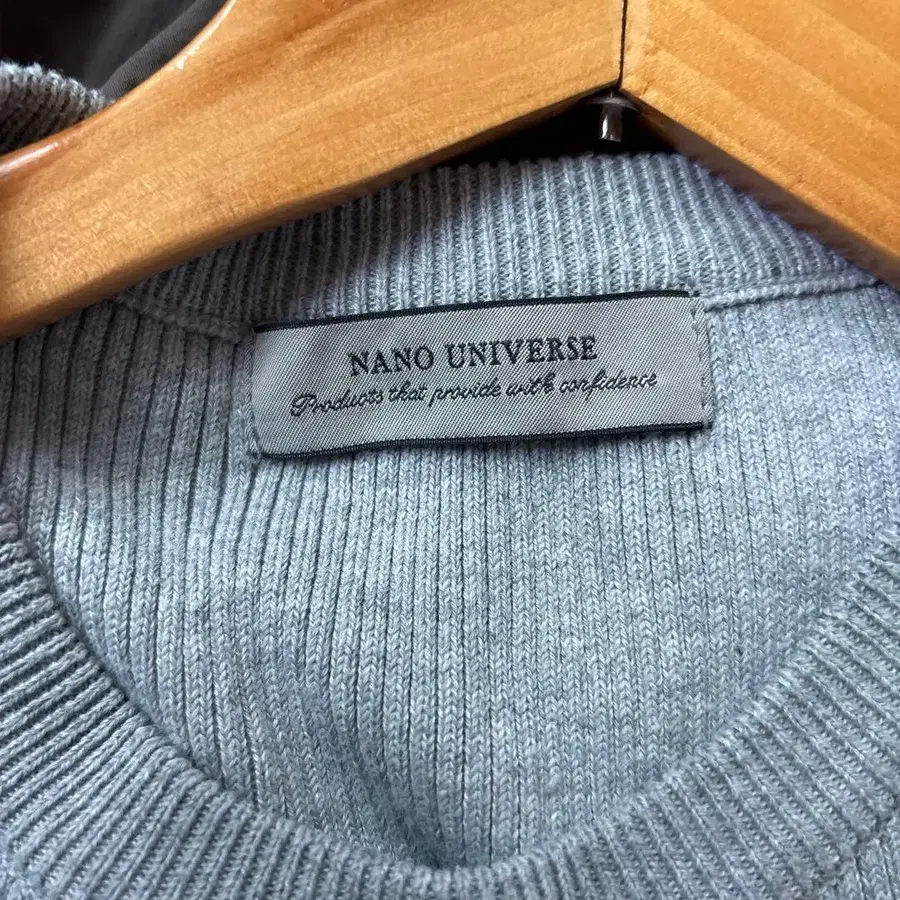 NANO UNIVERSE
Products that provide with confidence